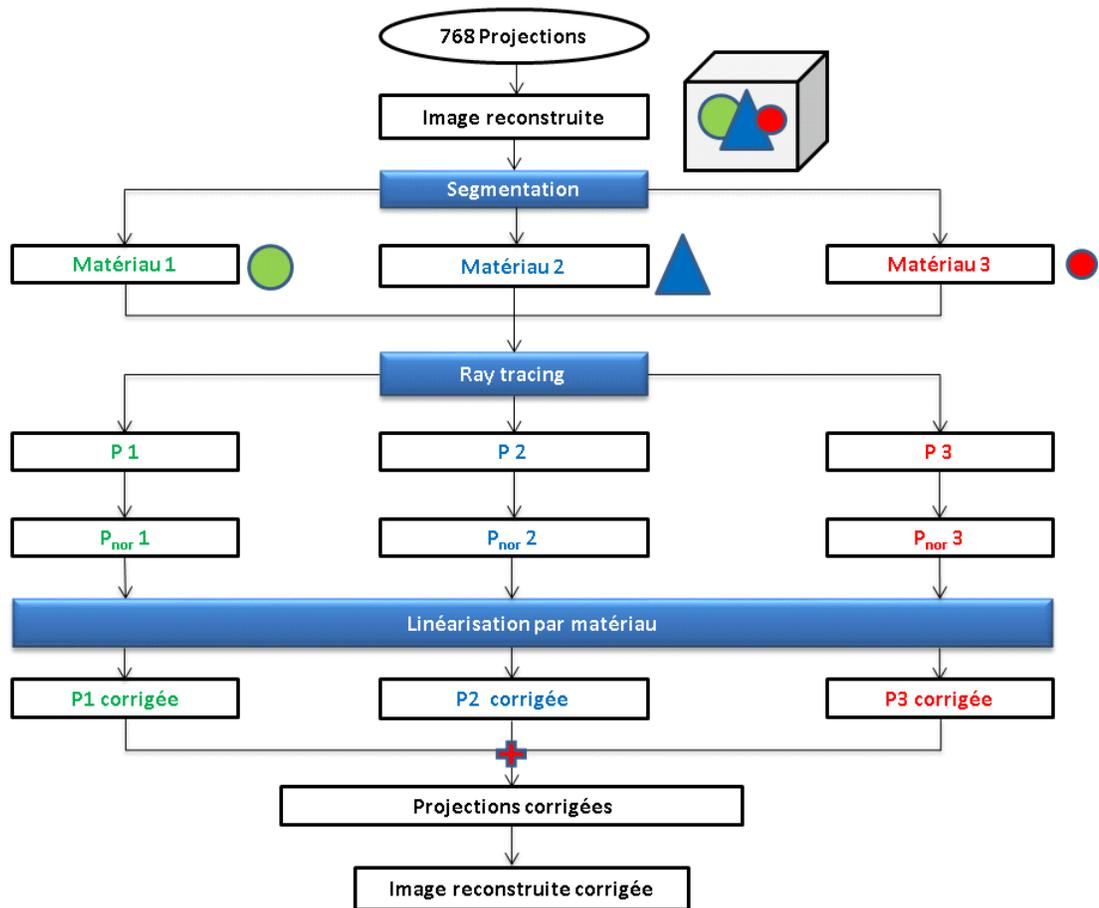 768 Projections
Image reconstruite
Segmentation
Matériau 1
Matériau 2
Matériau 3
Ray tracing
P 1
P 2
P 3
Pnor 1
Pnor 2
Pnor 3
Linéarisation par matériau
P1 corrigée
P2 corrigée
P3 corrigée
Projections corrigées
Image reconstruite corrigée